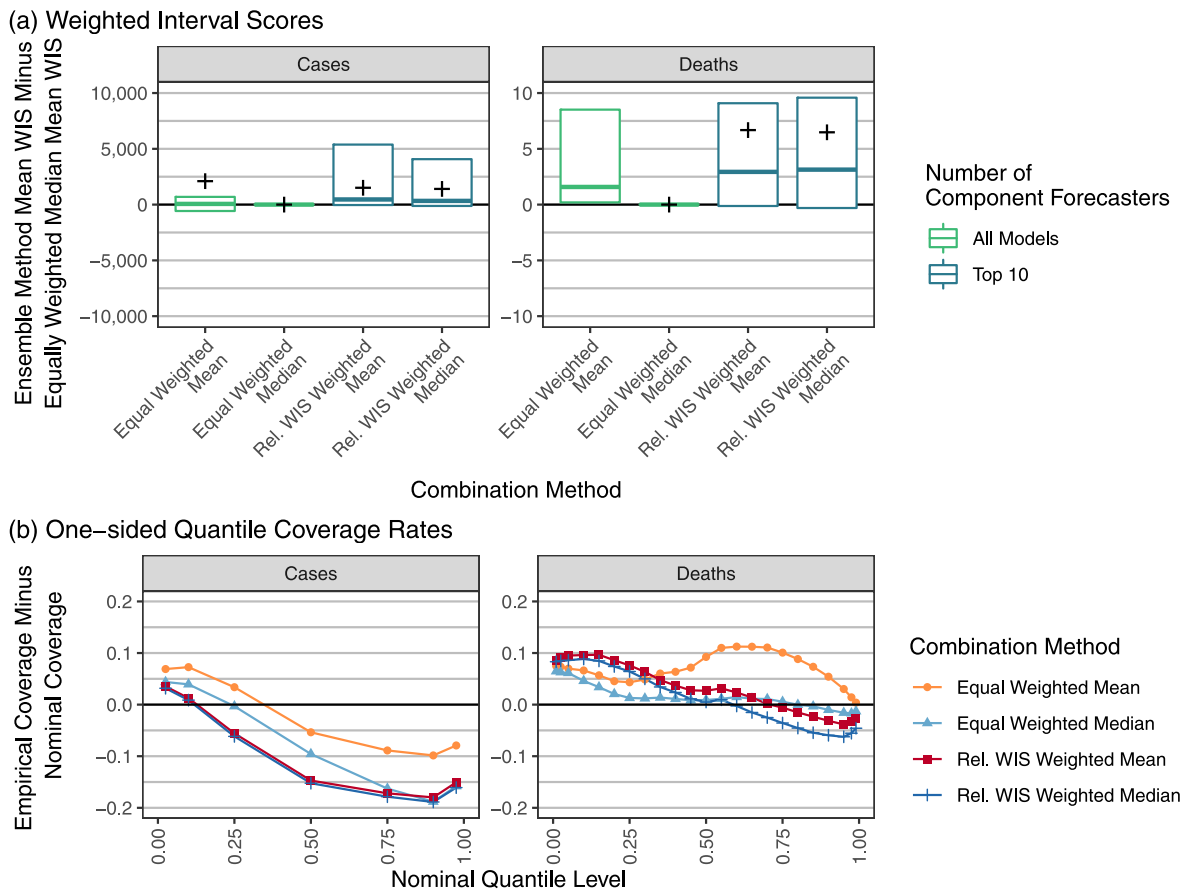 (a) Weighted Interval Scores
Ensemble Method Mean WIS Minus
Equally Weighted Median Mean WIS
Cases
10,000
5,000
0
−5,000
−10,000
Equal Weighted
Mean
Equal Weighted
Median
Rel. WIS Weighted
Mean
Rel. WIS Weighted
Median
Deaths
10
5
0
−5
−10
Equal Weighted
Mean
Equal Weighted
Median
Rel. WIS Weighted
Mean
Rel. WIS Weighted
Median
Combination Method
Number of
Component Forecasters
All Models
Top 10
(b) One−sided Quantile Coverage Rates
Empirical Coverage Minus
Nominal Coverage
Cases
0.2
0.1
0.0
−0.1
−0.2
0.00
0.25
0.50
0.75
1.00
Deaths
0.2
0.1
0.0
−0.1
−0.2
0.00
0.25
0.50
0.75
1.00
Nominal Quantile Level
Combination Method
Equal Weighted Mean
Equal Weighted Median
Rel. WIS Weighted Mean
Rel. WIS Weighted Median